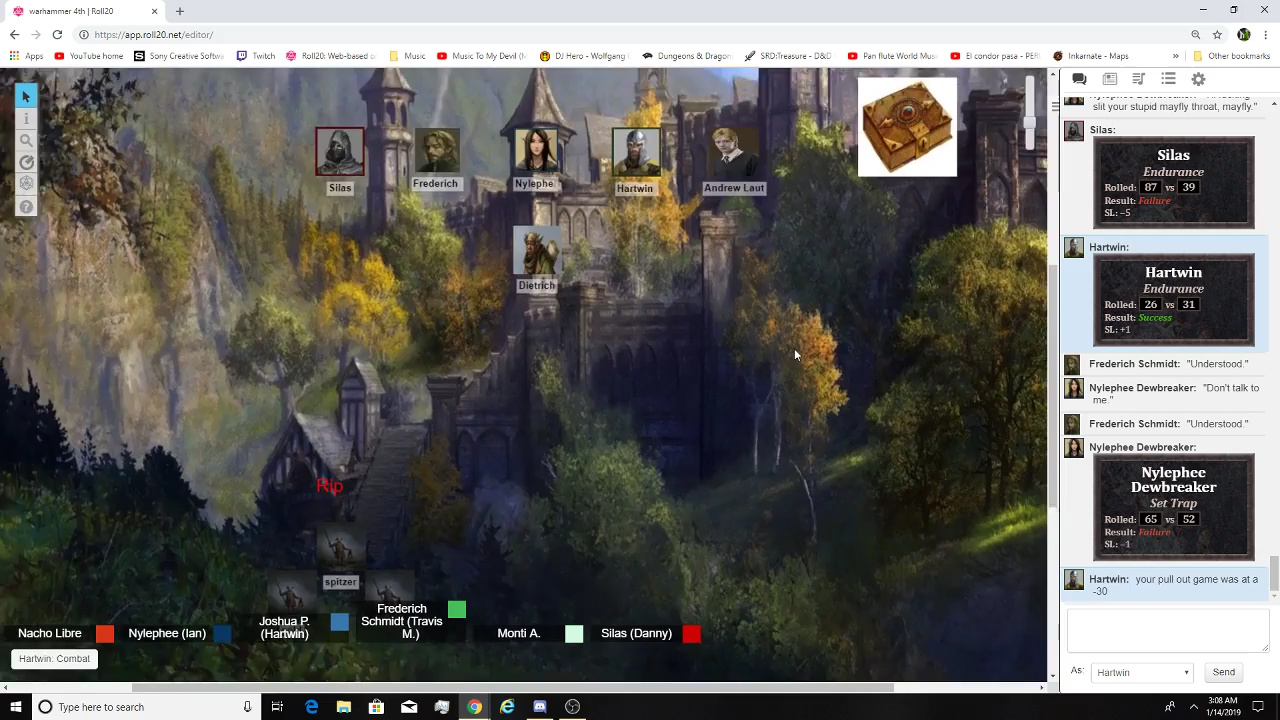 warhammer 4th | Roll20
https://app.roll20.net/editor/
Apps
YouTube home
Sony Creative Softw
Twitch
Roll20: Web-based c
Music
Music To My Devil (M
DJ Hero - Wolfgang
Dungeons & Dragon
SRD:Treasure - D&D
Pan flute World Mus
El condor pasa - PER
Inkarnate - Maps
»
Other bookmarks
slit your stupid mayfly throat, mayfly."
Silas:
Silas
Endurance
Rolled: 87 vs 39
Result: Failure
SL: -5
Hartwin:
Hartwin
Endurance
Rolled: 26 vs 31
Result: Success
SL: +1
Frederich Schmidt: "Understood."
Nylephee Dewbreaker: "Don't talk to
me."
Frederich Schmidt: "Understood."
Nylephee Dewbreaker:
Nylephee
Dewbreaker
Set Trap
Rolled: 65 vs 52
Result: Failure
SL: -1
Hartwin: your pull out game was at a
-30
As: Hartwin
Send
Silas
Frederich
Nylephe
Hartwin
Andrew Laut
Dietrich
Rip
spitzer
Nacho Libre
Nylephee (Ian)
Joshua P.
(Hartwin)
Frederich
Schmidt (Travis
M.)
Monti A.
Silas (Danny)
Hartwin: Combat
Type here to search
3:08 AM
1/14/2019